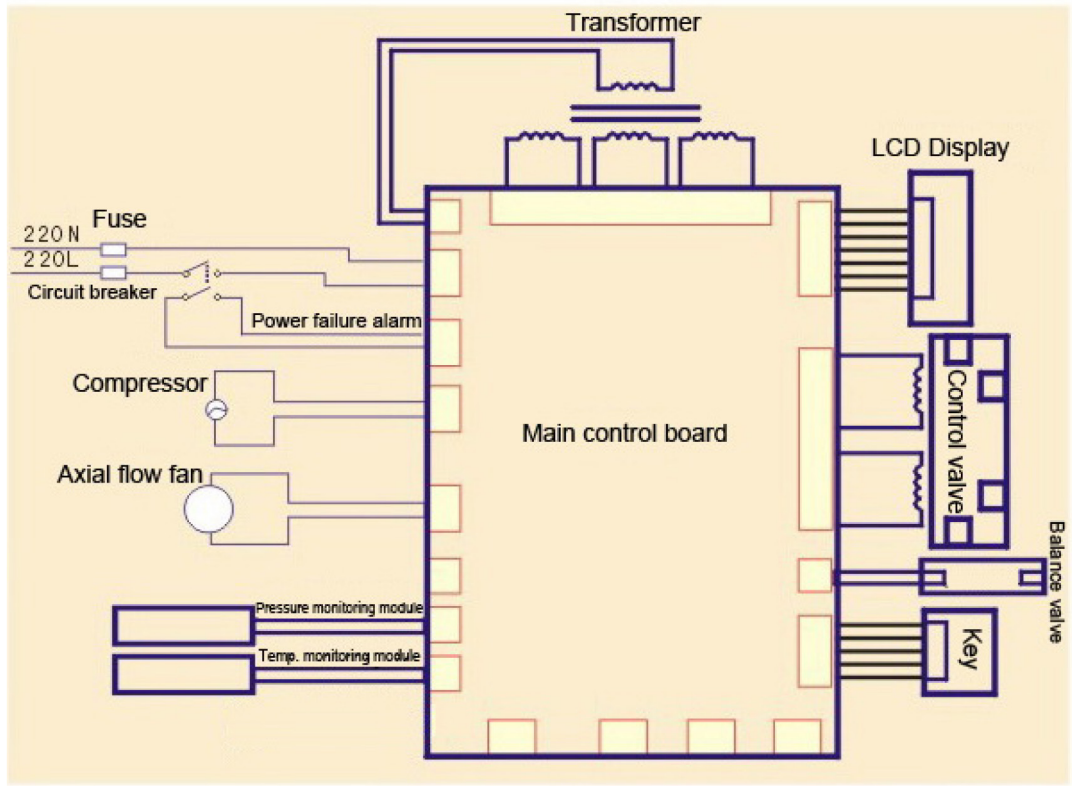 Transformer
LCD Display
Fuse
220N
220L
Circuit breaker
Power failure alarm
Compressor
Main control board
Control valve
Axial flow fan
Balance valve
Pressure monitoring module
Temp. monitoring module
Key